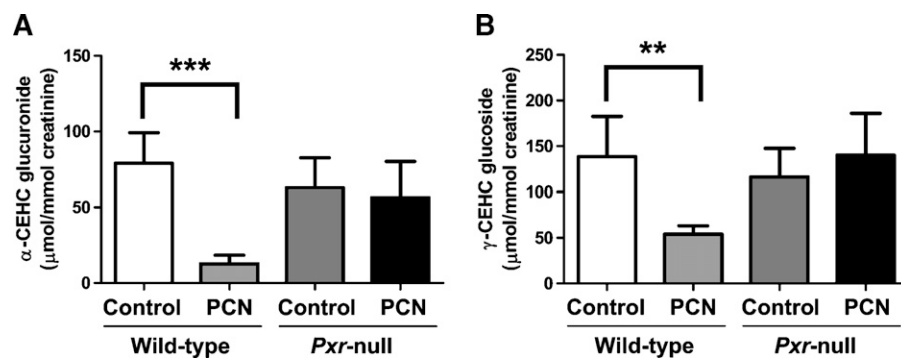 A
α-CEHC glucuronide
(μmol/mmol creatinine)
150
100
50
0
***
Control PCN Control PCN
Wild-type Pxr-null
B
γ-CEHC glucoside
(μmol/mmol creatinine)
250
200
150
100
50
0
**
Control PCN Control PCN
Wild-type Pxr-null